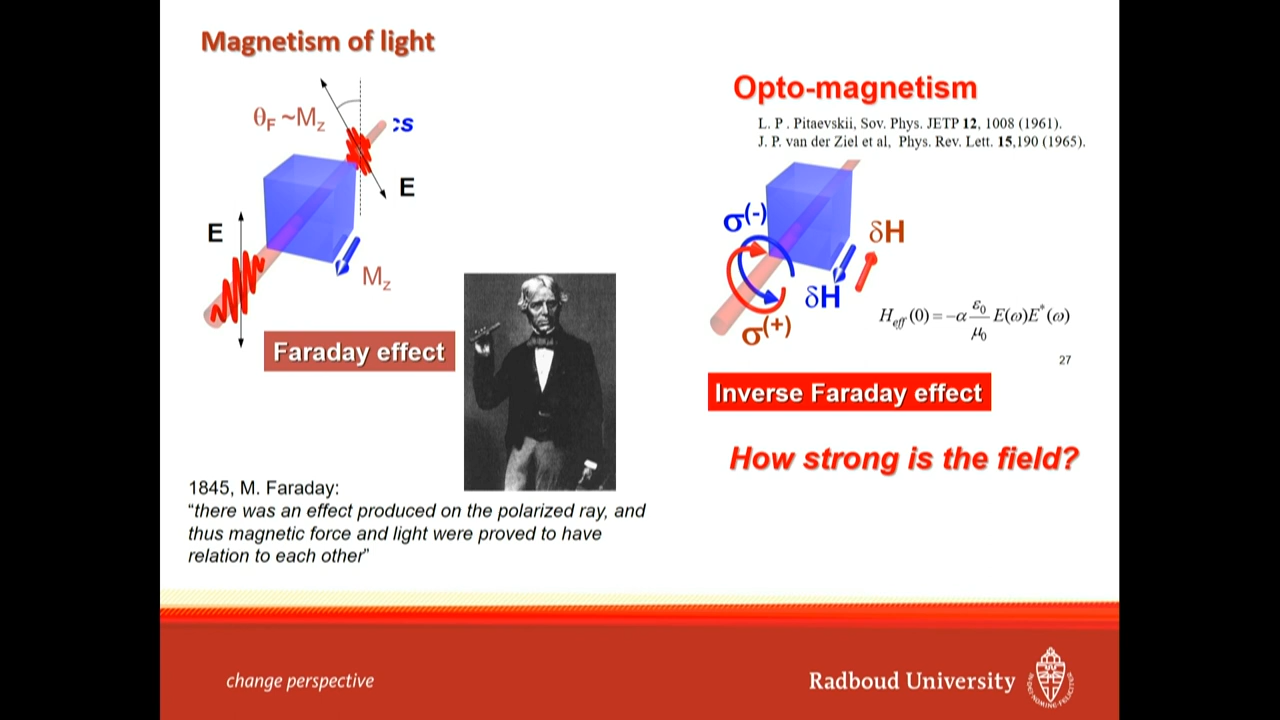 Magnetism of light
θF ~Mz
cs
E
E
Mz
Faraday effect
1845, M. Faraday:
“there was an effect produced on the polarized ray, and
thus magnetic force and light were proved to have
relation to each other”
Opto-magnetism
L. P . Pitaevskii, Sov. Phys. JETP 12, 1008 (1961).
J. P. van der Ziel et al, Phys. Rev. Lett. 15,190 (1965).
σ(-)
δH
δH
σ(+)
Heff(0) = −α ε0/μ0 E(ω)E*(ω)
27
Inverse Faraday effect
How strong is the field?
change perspective
Radboud University